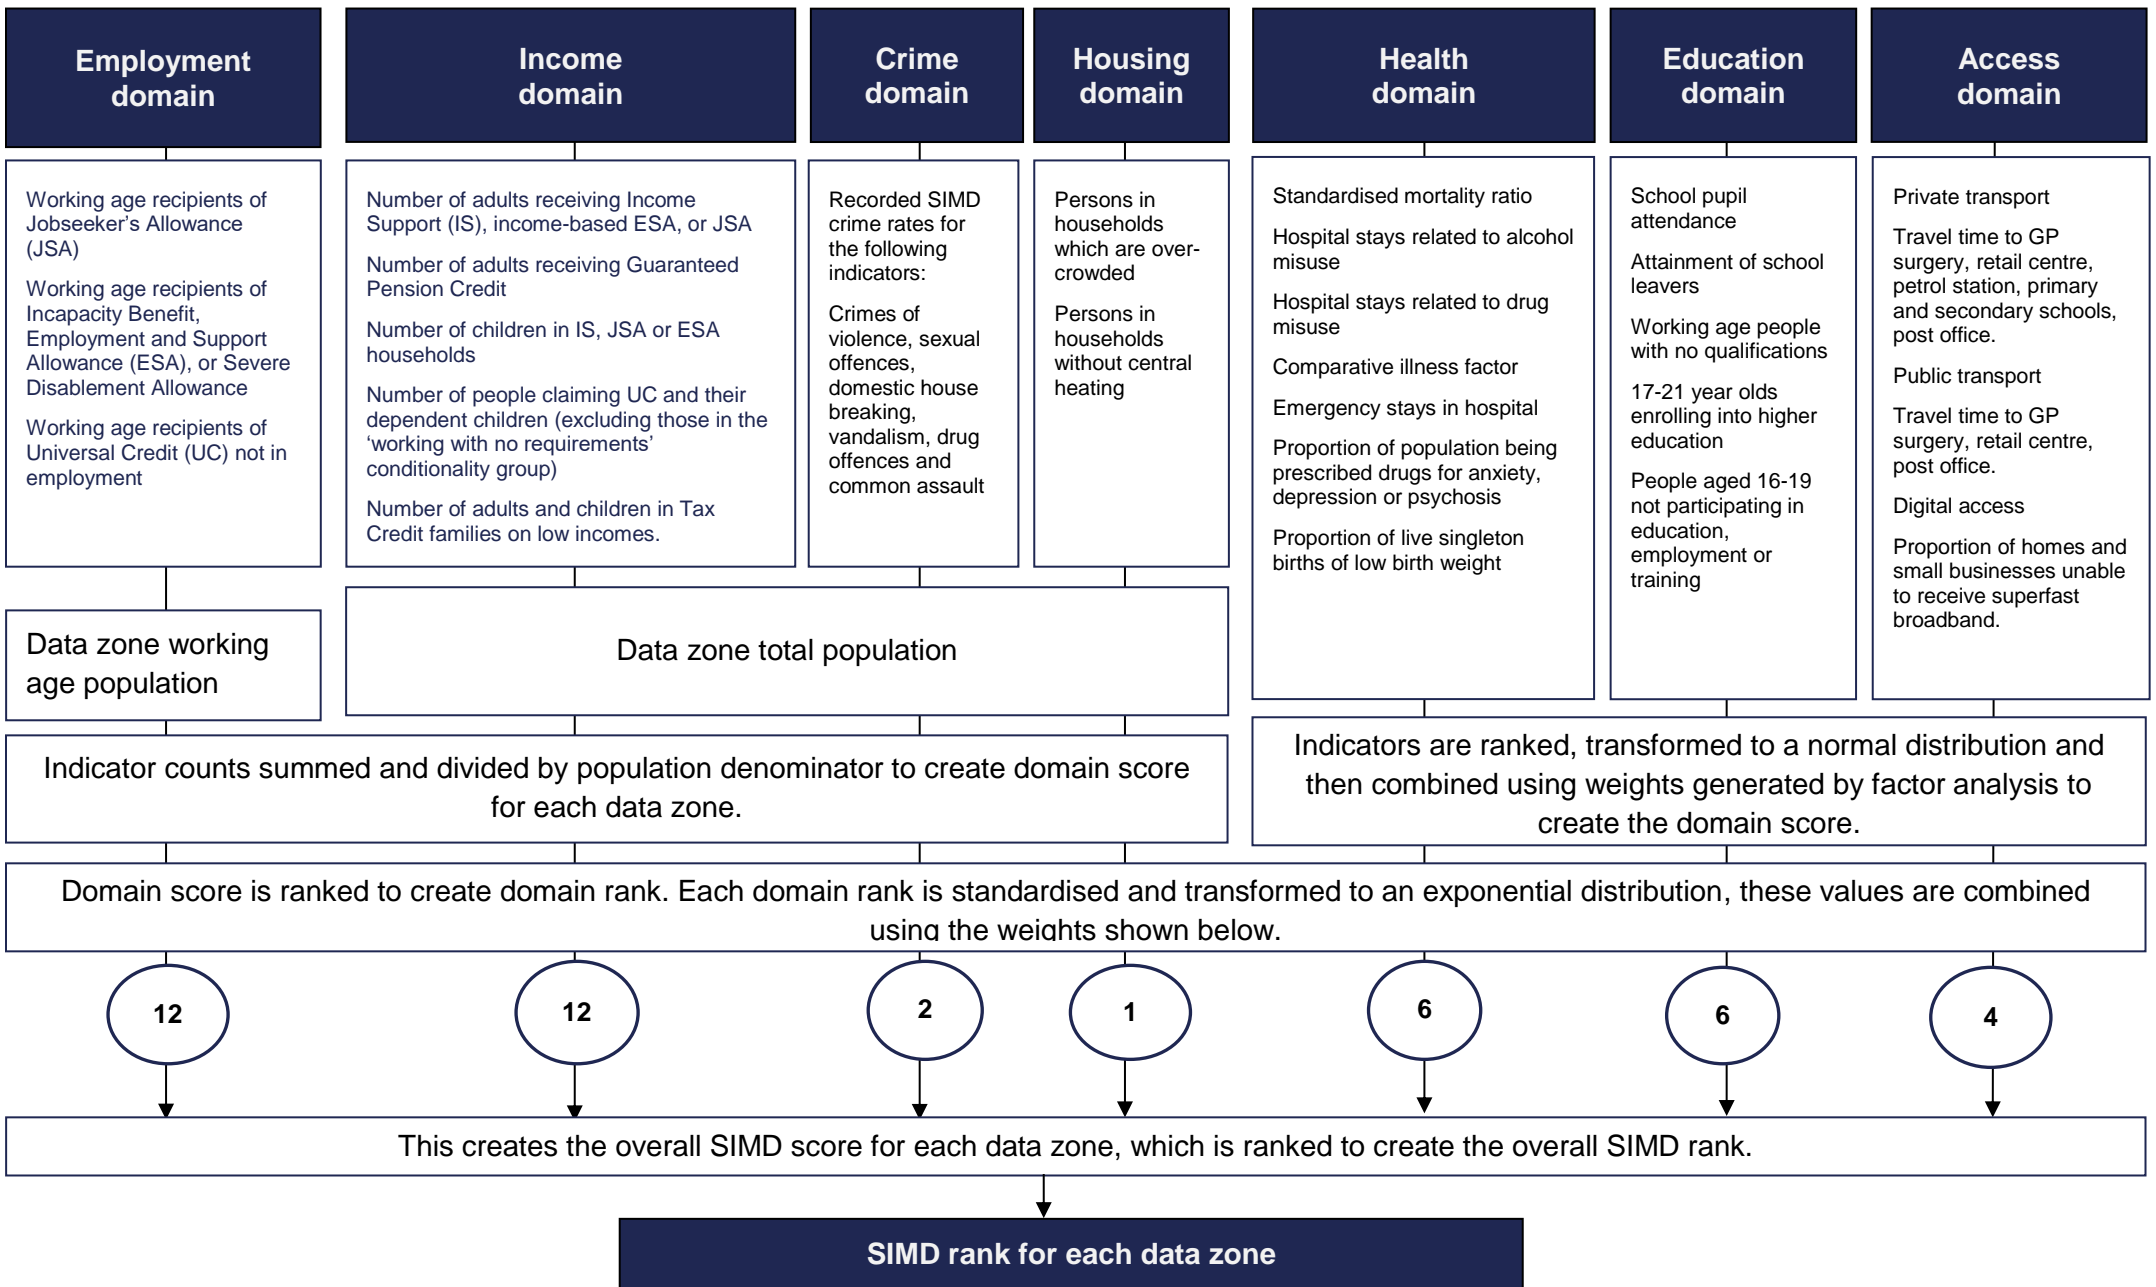 Employment
domain
Income
domain
Crime
domain
Housing
domain
Health
domain
Education
domain
Access
domain
Working age recipients of
Jobseeker's Allowance
(JSA)
Working age recipients of
Incapacity Benefit,
Employment and Support
Allowance (ESA), or Severe
Disablement Allowance
Working age recipients of
Universal Credit (UC) not in
employment
Number of adults receiving Income
Support (IS), income-based ESA, or JSA
Number of adults receiving Guaranteed
Pension Credit
Number of children in IS, JSA or ESA
households
Number of people claiming UC and their
dependent children (excluding those in the
‘working with no requirements’
conditionality group)
Number of adults and children in Tax
Credit families on low incomes.
Recorded SIMD
crime rates for
the following
indicators:
Crimes of
violence, sexual
offences,
domestic house
breaking,
vandalism, drug
offences and
common assault
Persons in
households
which are over-
crowded
Persons in
households
without central
heating
Standardised mortality ratio
Hospital stays related to alcohol
misuse
Hospital stays related to drug
misuse
Comparative illness factor
Emergency stays in hospital
Proportion of population being
prescribed drugs for anxiety,
depression or psychosis
Proportion of live singleton
births of low birth weight
School pupil
attendance
Attainment of school
leavers
Working age people
with no qualifications
17-21 year olds
enrolling into higher
education
People aged 16-19
not participating in
education,
employment or
training
Private transport
Travel time to GP
surgery, retail centre,
petrol station, primary
and secondary schools,
post office.
Public transport
Travel time to GP
surgery, retail centre,
post office.
Digital access
Proportion of homes and
small businesses unable
to receive superfast
broadband.
Data zone working
age population
Data zone total population
Indicator counts summed and divided by population denominator to create domain score
for each data zone.
Indicators are ranked, transformed to a normal distribution and
then combined using weights generated by factor analysis to
create the domain score.
Domain score is ranked to create domain rank. Each domain rank is standardised and transformed to an exponential distribution, these values are combined
using the weights shown below.
12
12
2
1
6
6
4
This creates the overall SIMD score for each data zone, which is ranked to create the overall SIMD rank.
SIMD rank for each data zone